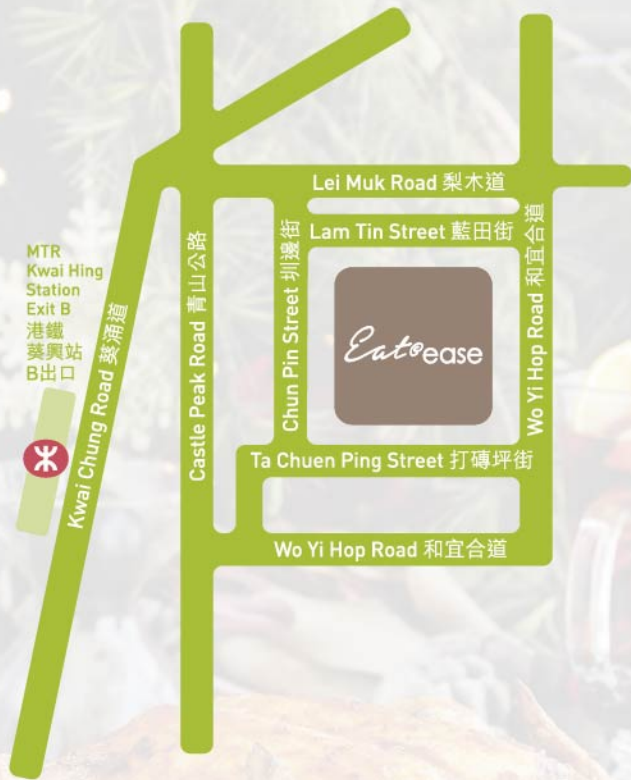 Lei Muk Road 梨木道
Lam Tin Street 藍田街
MTR
Kwai Hing
Station
Exit B
港鐵
葵興站
B出口
Kwai Chung Road 葵涌道
Castle Peak Road 青山公路
Chun Pin Street 圳邊街
Eat@ease
Wo Yi Hop Road 和宜合道
Ta Chuen Ping Street 打磚坪街
Wo Yi Hop Road 和宜合道